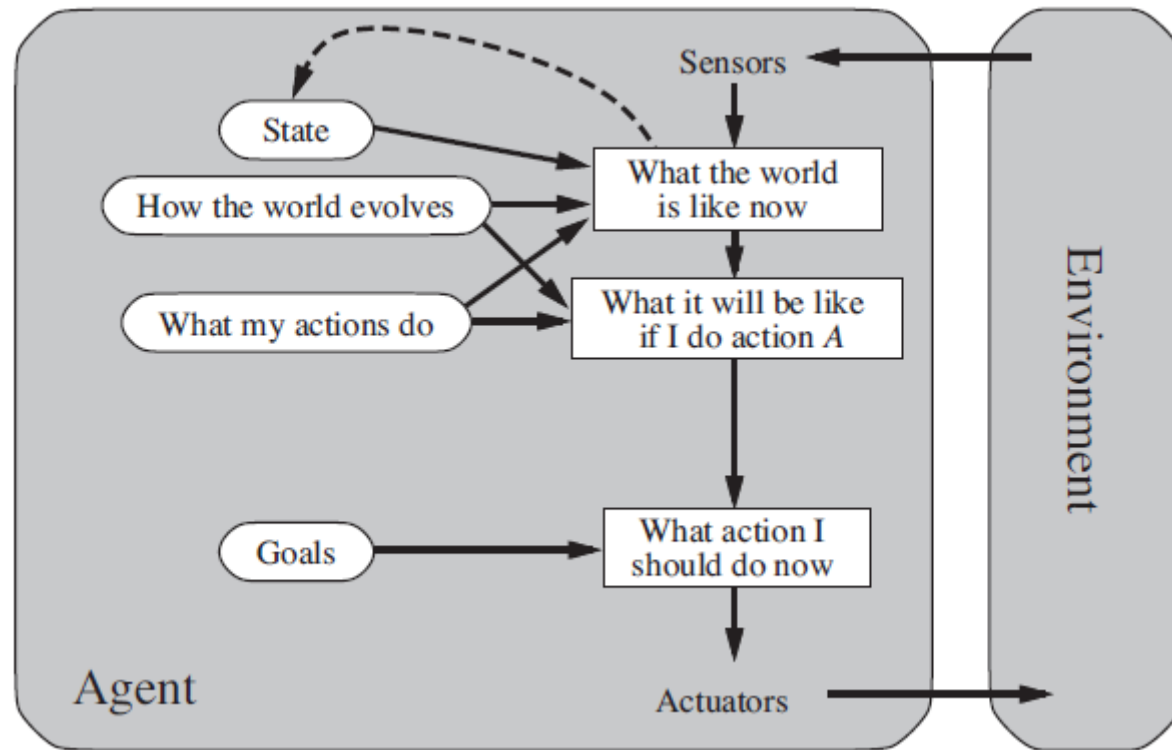 Sensors
State
What the world
is like now
How the world evolves
What my actions do
What it will be like
if I do action A
Goals
What action I
should do now
Agent
Actuators
Environment